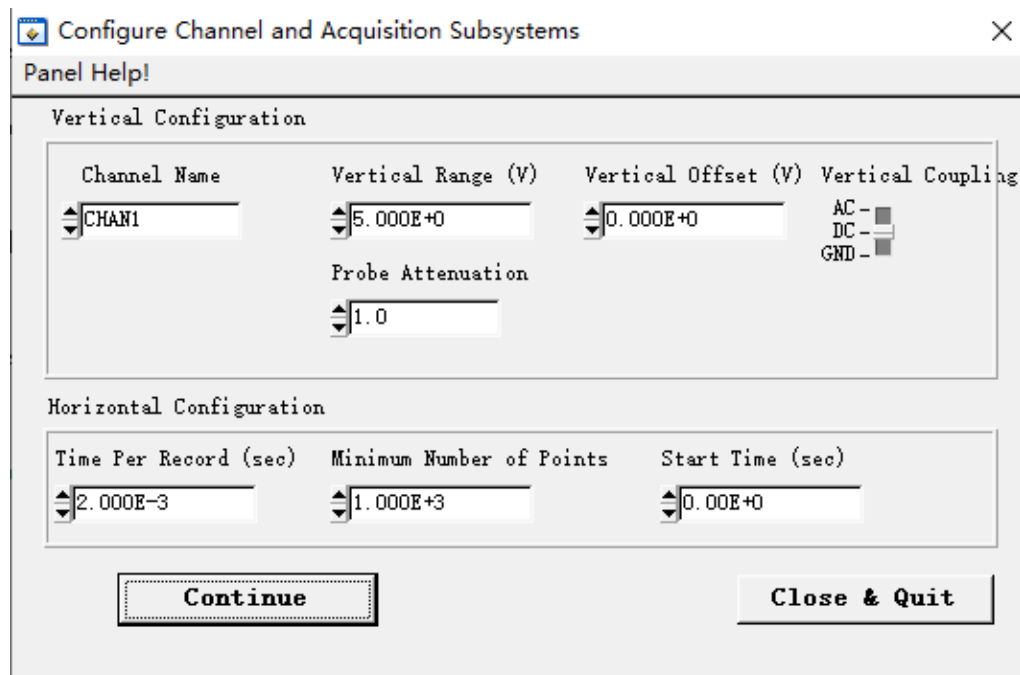 Configure Channel and Acquisition Subsystems
Panel Help!
Vertical Configuration
Channel Name
Vertical Range (V)
Vertical Offset (V)
Vertical Coupling
CHAN1
5.000E+0
0.000E+0
AC
DC
GND
Probe Attenuation
1.0
Horizontal Configuration
Time Per Record (sec)
Minimum Number of Points
Start Time (sec)
2.000E-3
1.000E+3
0.00E+0
Continue
Close & Quit